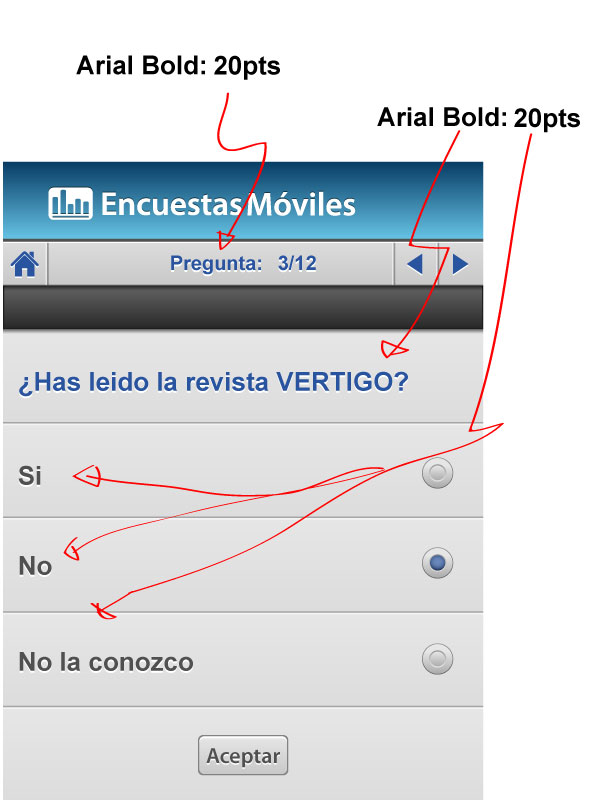 Arial Bold: 20pts
Arial Bold: 20pts
EncuestasMóviles
Pregunta: 3/12
¿Has leido la revista VERTIGO?
Si
No
No la conozco
Aceptar